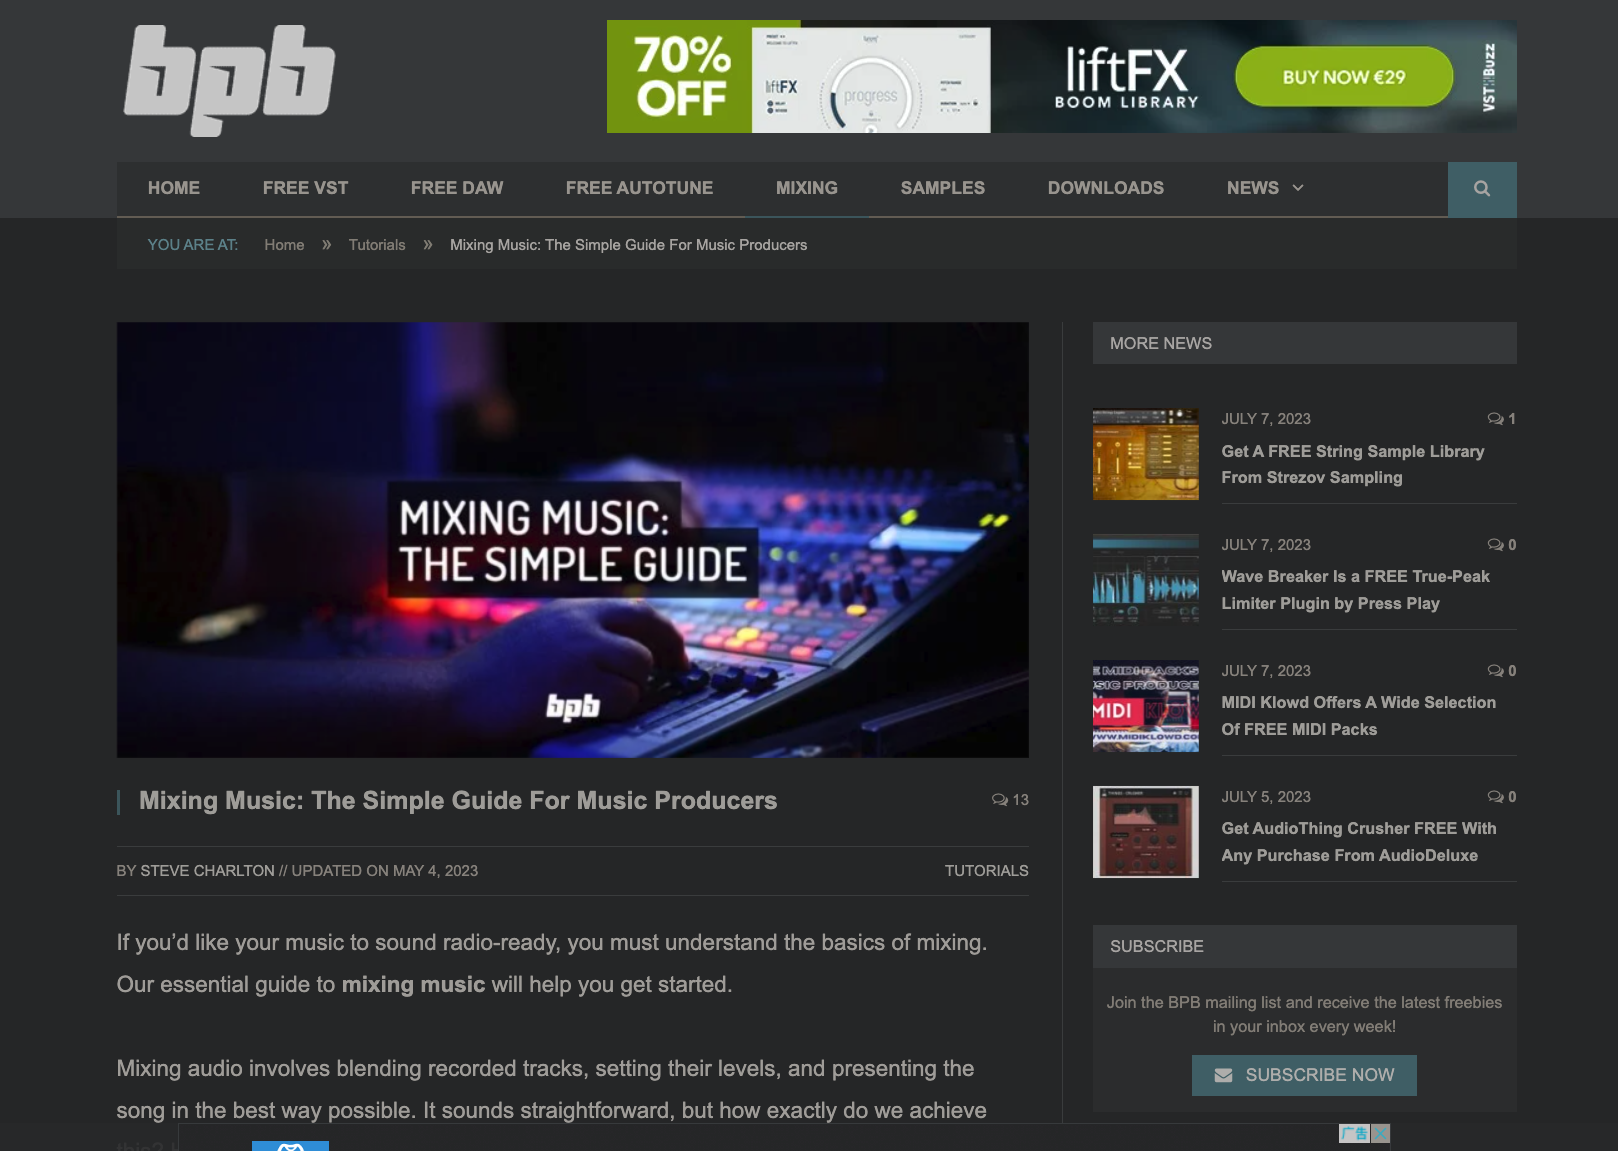 bpb
70%
OFF
liftFX
progress
liftFX
BOOM LIBRARY
BUY NOW €29
VSTBuzz
HOME FREE VST FREE DAW FREE AUTOTUNE MIXING SAMPLES DOWNLOADS NEWS
YOU ARE AT: Home » Tutorials » Mixing Music: The Simple Guide For Music Producers
MIXING MUSIC:
THE SIMPLE GUIDE
bpb
Mixing Music: The Simple Guide For Music Producers 13
BY STEVE CHARLTON // UPDATED ON MAY 4, 2023 TUTORIALS
If you’d like your music to sound radio-ready, you must understand the basics of mixing.
Our essential guide to mixing music will help you get started.
Mixing audio involves blending recorded tracks, setting their levels, and presenting the
song in the best way possible. It sounds straightforward, but how exactly do we achieve
MORE NEWS
JULY 7, 2023 1
Get A FREE String Sample Library
From Strezov Sampling
JULY 7, 2023 0
Wave Breaker Is a FREE True-Peak
Limiter Plugin by Press Play
MIDI
JULY 7, 2023 0
MIDI Klowd Offers A Wide Selection
Of FREE MIDI Packs
JULY 5, 2023 0
Get AudioThing Crusher FREE With
Any Purchase From AudioDeluxe
SUBSCRIBE
Join the BPB mailing list and receive the latest freebies
in your inbox every week!
SUBSCRIBE NOW
广告